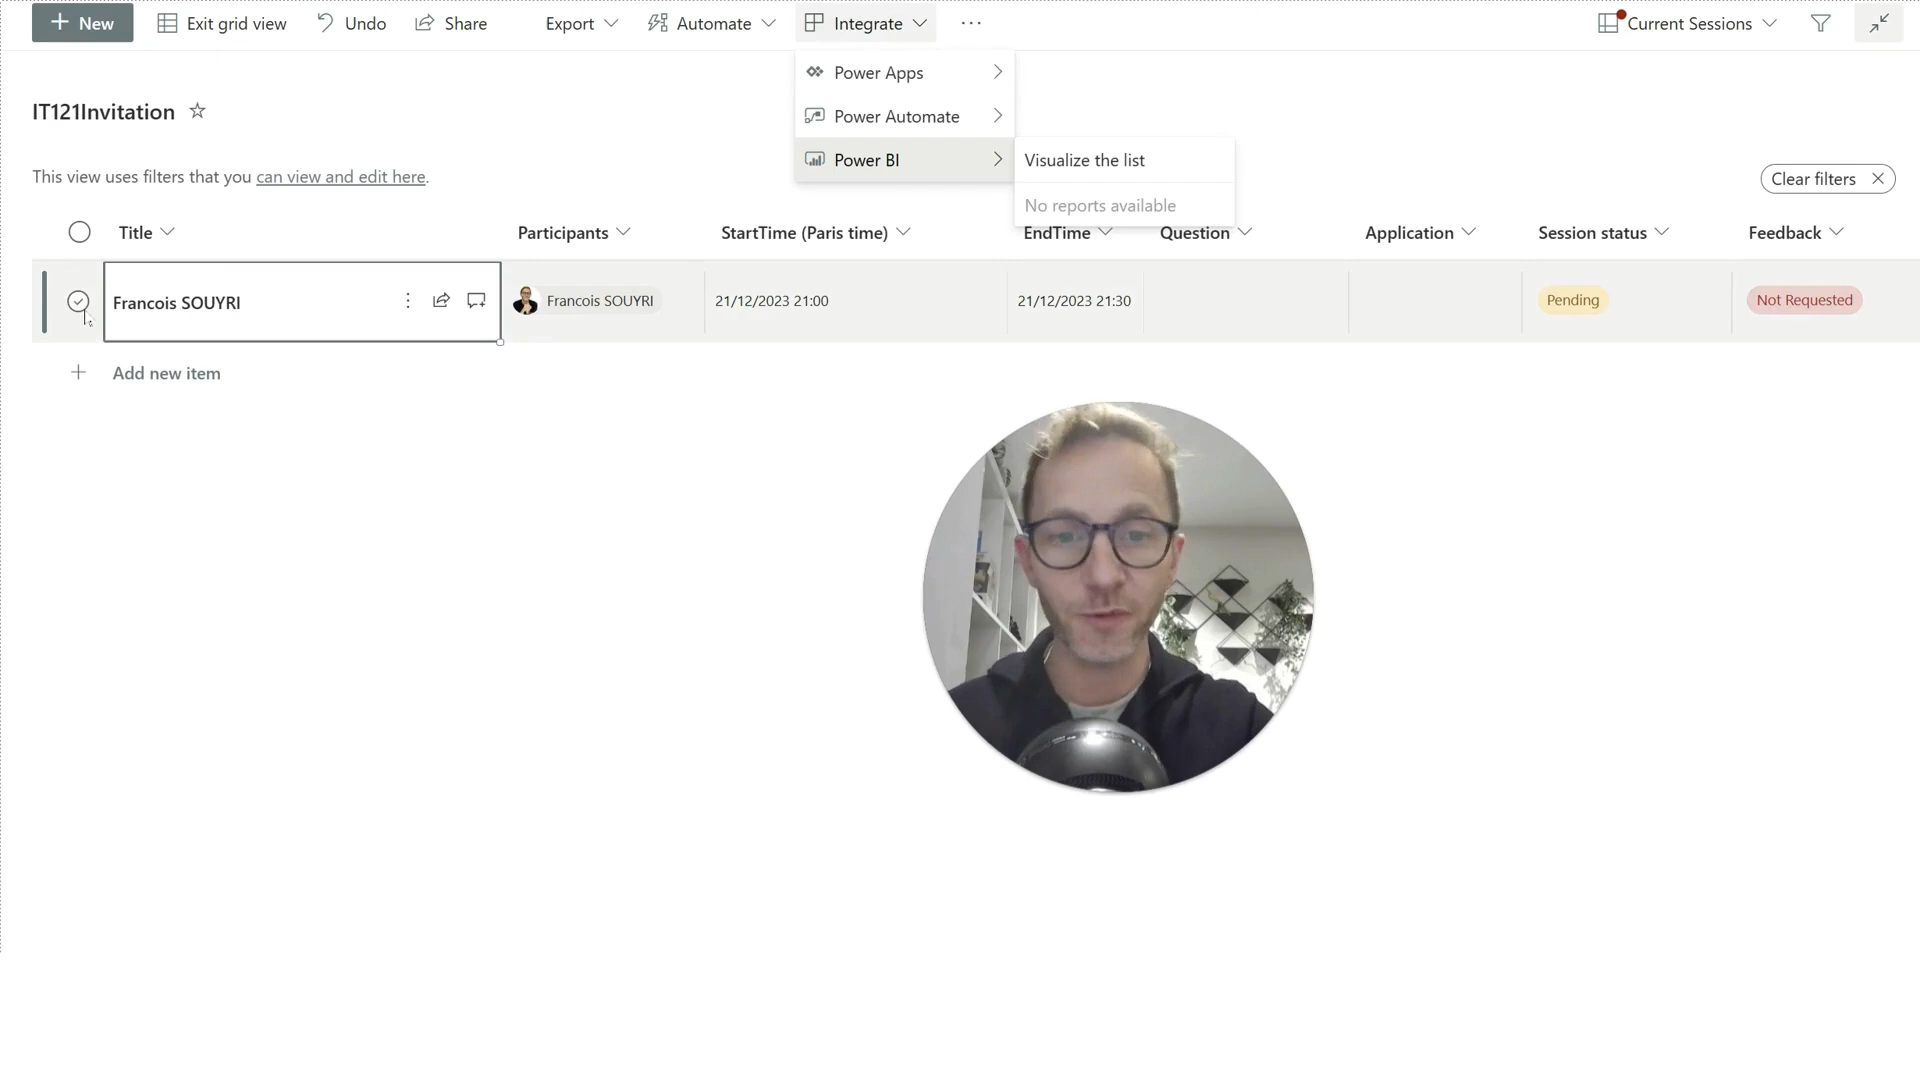 New
Exit grid view
Undo
Share
Export
Automate
Integrate
Current Sessions
Power Apps
Power Automate
Power BI
Visualize the list
No reports available
IT121Invitation
This view uses filters that you can view and edit here.
Clear filters
Title
Participants
StartTime (Paris time)
EndTime
Question
Application
Session status
Feedback
Francois SOUYRI
Francois SOUYRI
21/12/2023 21:00
21/12/2023 21:30
Pending
Not Requested
Add new item